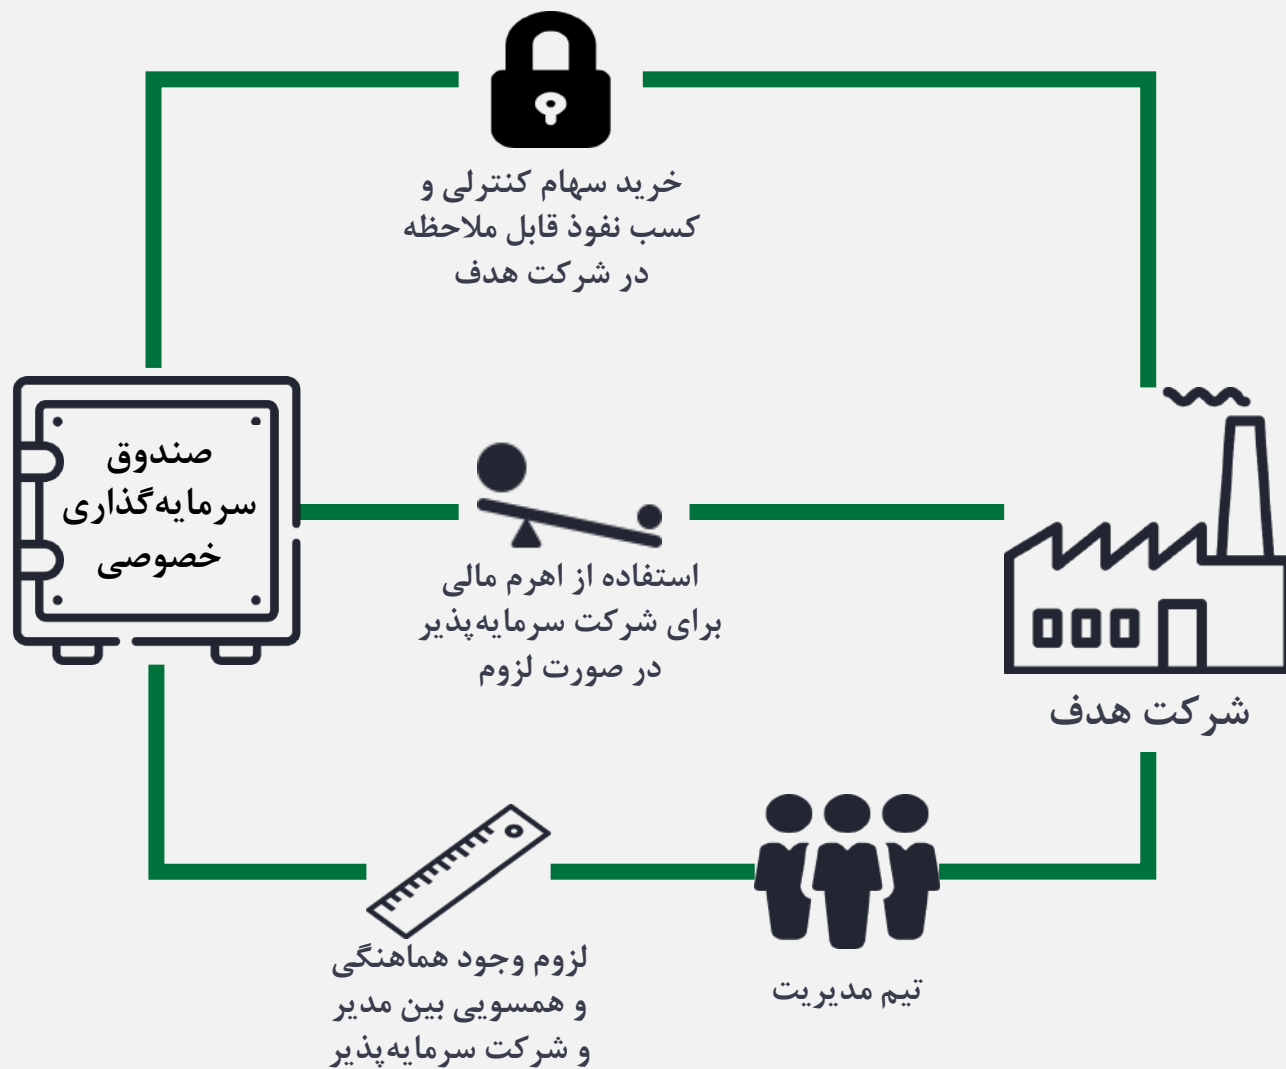 خرید سهام کنترلی و
کسب نفوذ قابل ملاحظه
در شرکت هدف
صندوق
سرمایه‌گذاری
خصوصی
استفاده از اهرم مالی
برای شرکت سرمایه‌پذیر
در صورت لزوم
شرکت هدف
لزوم وجود هماهنگی
و همسویی بین مدیر
و شرکت سرمایه‌پذیر
تیم مدیریت